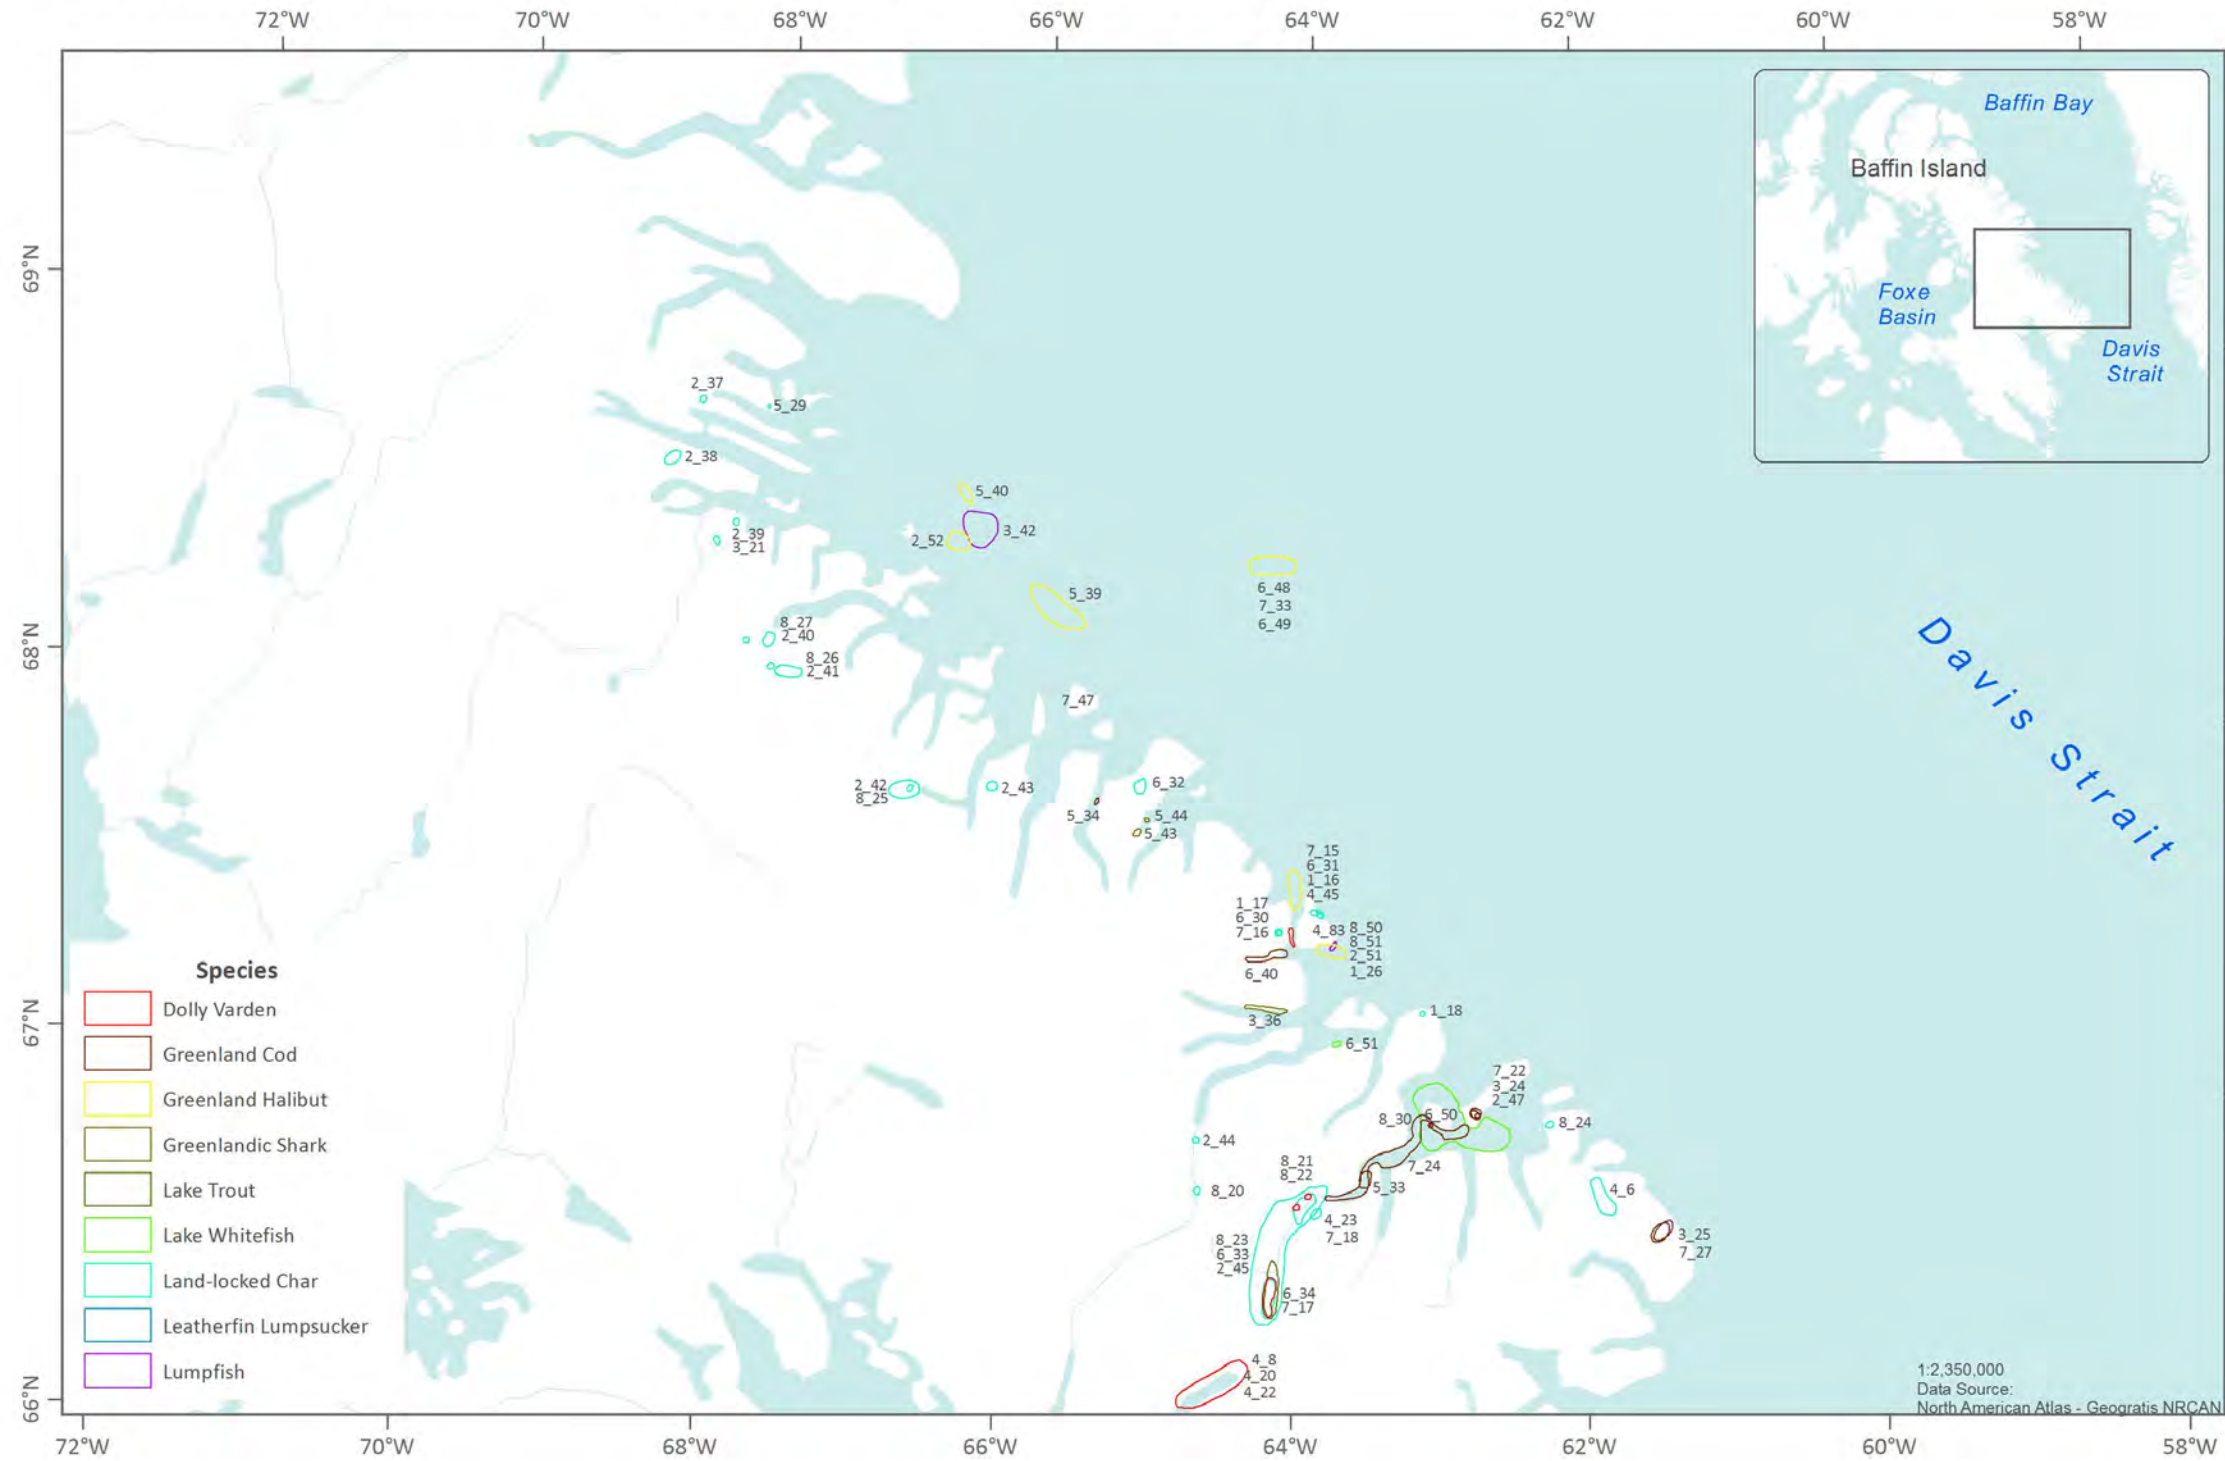 72°W 70°W 68°W 66°W 64°W 62°W 60°W 58°W
Baffin Bay
Baffin Island
Foxe
Basin
Davis
Strait
69°N
68°N
67°N
66°N
2_37
5_29
2_38
5_40
3_42
2_52
2_39
3_21
5_39
6_48
7_33
6_49
8_27
2_40
8_26
2_41
7_47
2_42
8_25
2_43
6_32
5_34
5_44
5_43
7_15
6_31
1_16
4_45
1_17
6_30
7_16
4_83
8_50
8_51
2_51
1_26
6_40
3_36
1_18
6_51
7_22
3_24
2_47
8_30
6_50
8_24
2_44
7_24
8_21
8_22
5_33
8_20
4_6
4_23
7_18
3_25
7_27
8_23
6_33
2_45
6_34
7_17
4_8
4_20
4_22
Davis Strait
Species
Dolly Varden
Greenland Cod
Greenland Halibut
Greenlandic Shark
Lake Trout
Lake Whitefish
Land-locked Char
Leatherfin Lumpsucker
Lumpfish
1:2,350,000
Data Source:
North American Atlas - Geogratis NRCAN
72°W 70°W 68°W 66°W 64°W 62°W 60°W 58°W